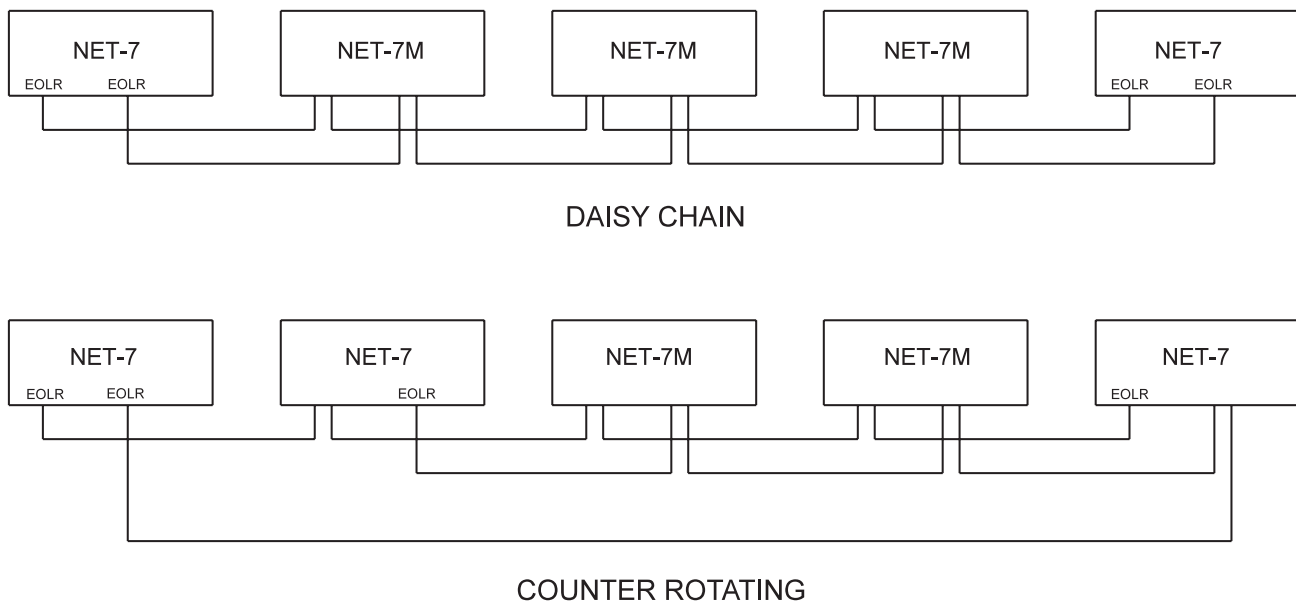 NET-7 NET-7M NET-7M NET-7M NET-7
EOLR EOLR EOLR EOLR
DAISY CHAIN
NET-7 NET-7 NET-7M NET-7M NET-7
EOLR EOLR EOLR EOLR
COUNTER ROTATING